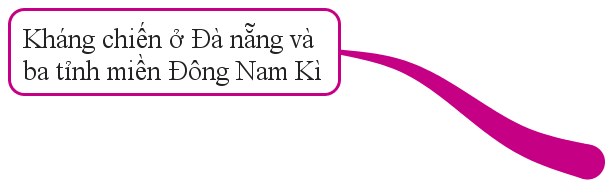 Kháng chiến ở Đà nẵng và
ba tỉnh miền Đông Nam Kì